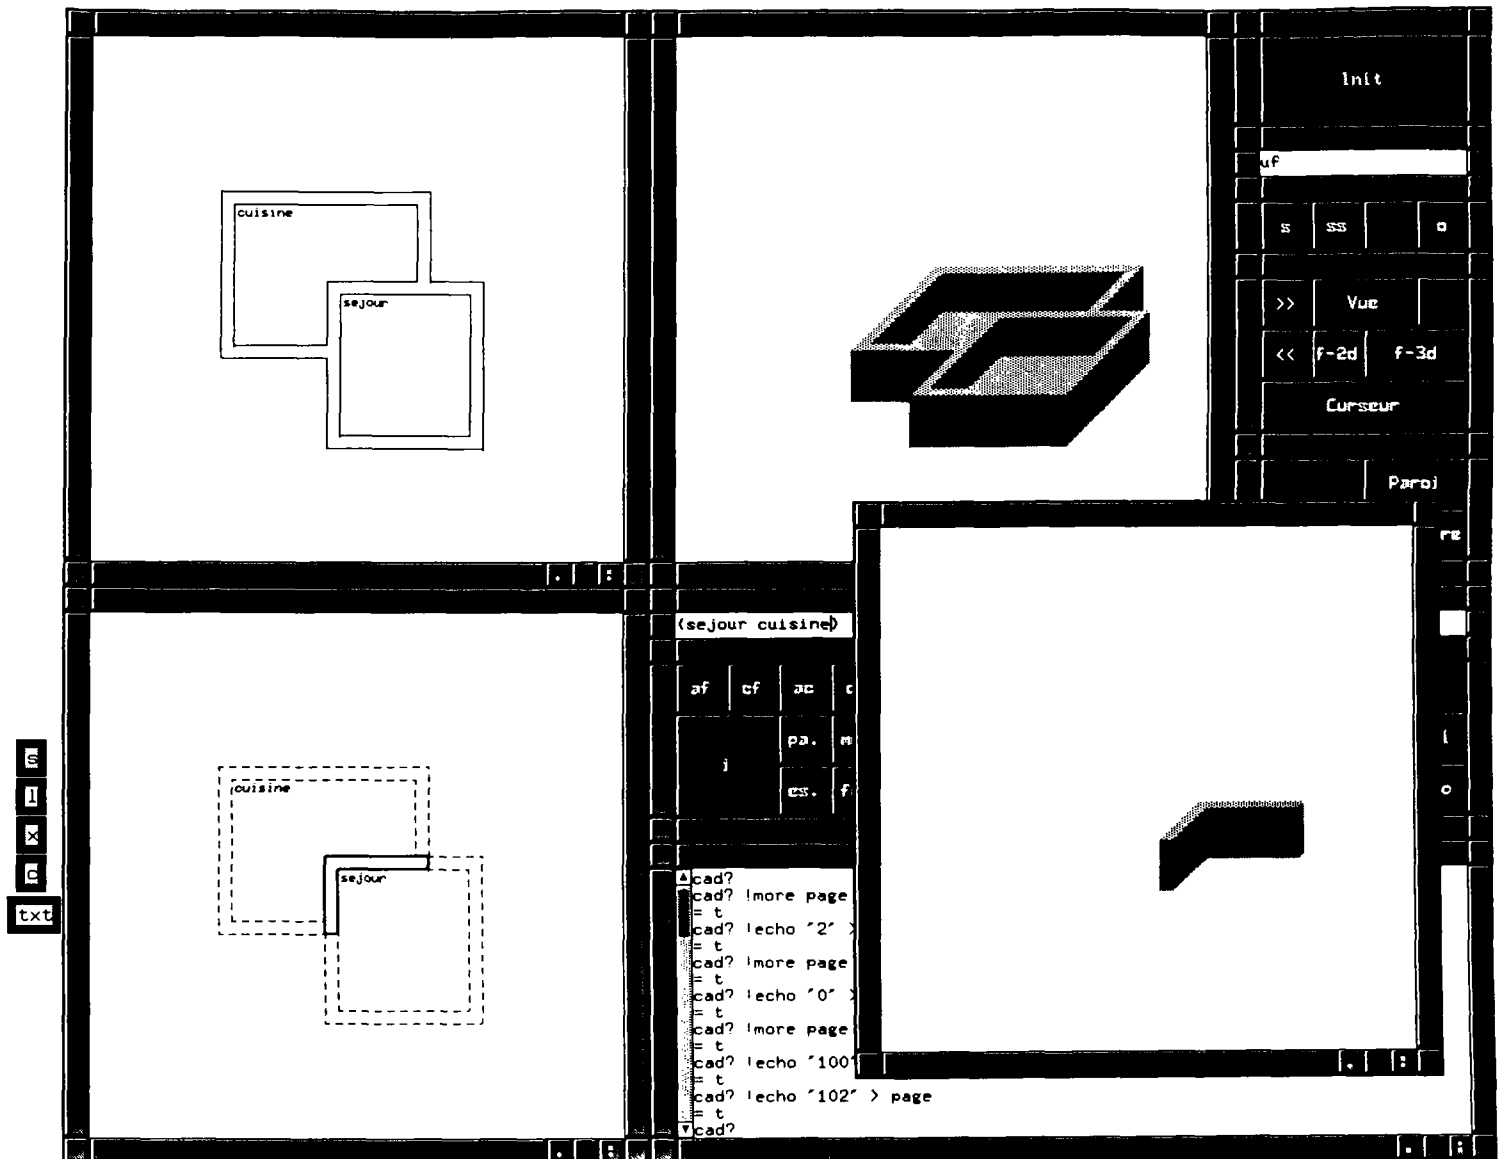 cuisine
sejour
Init
uf
s ss o
>> Vue
<< f-2d f-3d
Curseur
Paroi
re
cuisine
sejour
s
l
x
c
txt
(sejour cuisine)
af cf ac
pa.
i
es.
l
o
cad?
cad? !more page
= t
cad? !echo "2" >
= t
cad? !more page
= t
cad? !echo "0" >
= t
cad? !more page
= t
cad? !echo "100"
= t
cad? !echo "102" > page
= t
cad?